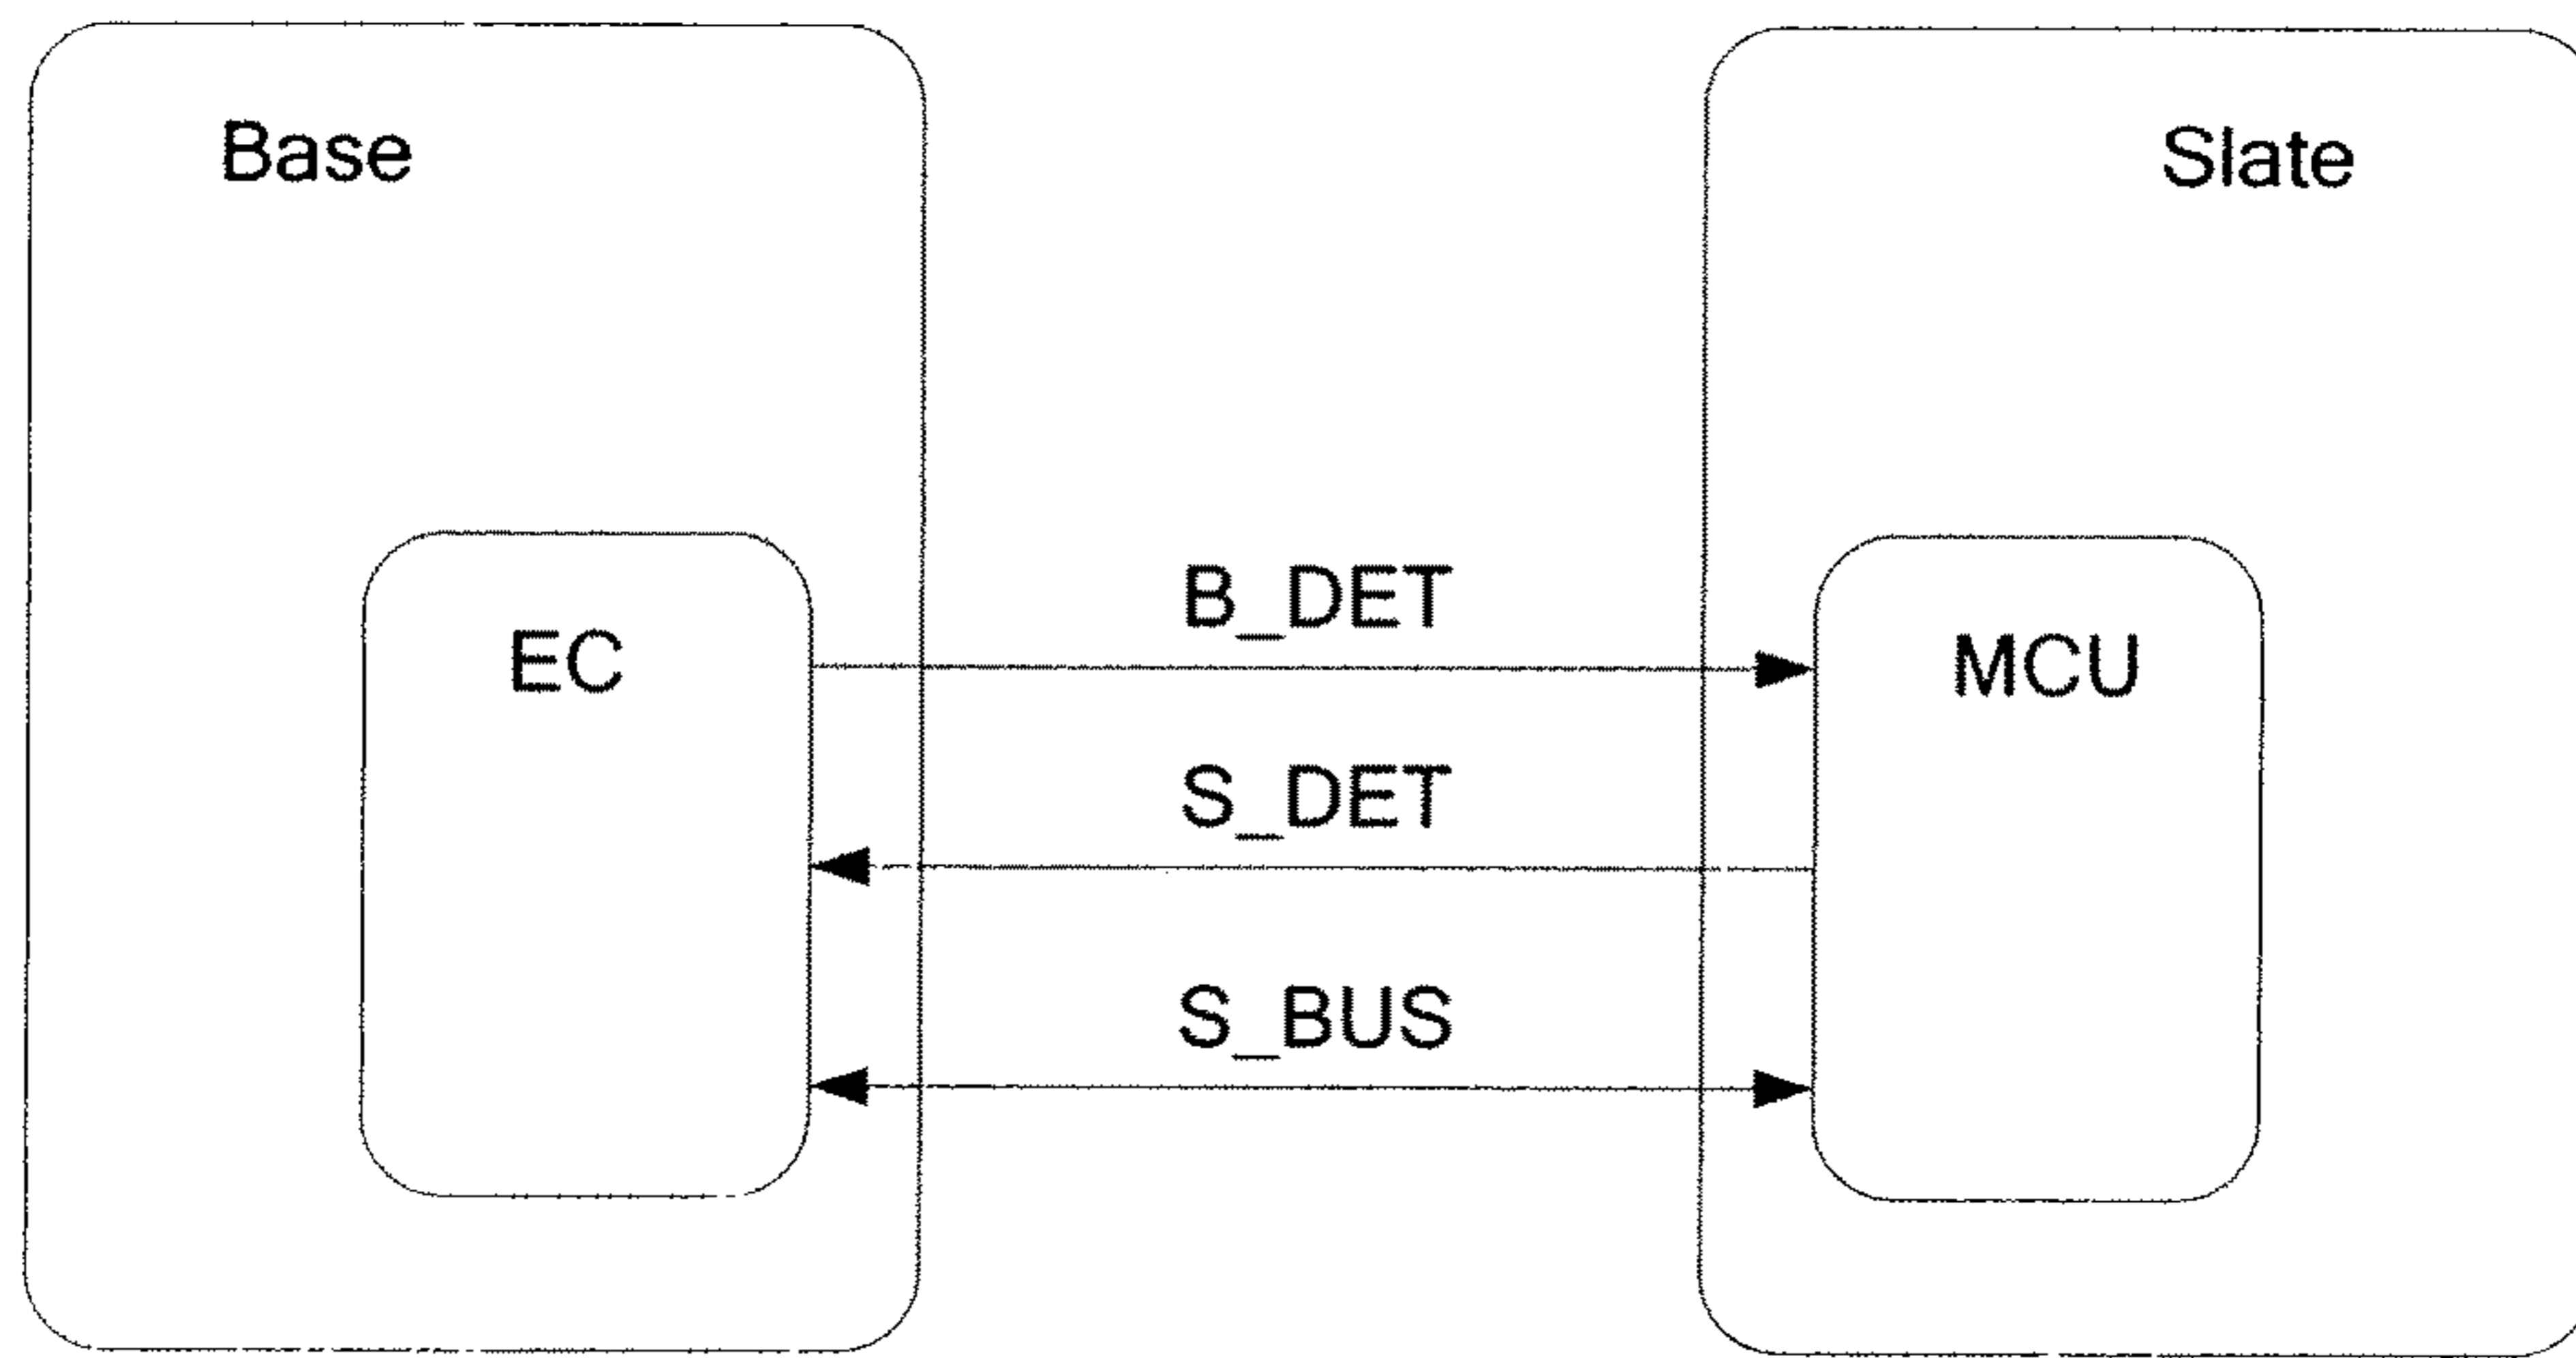 Base
Slate
EC
B_DET
MCU
S_DET
S_BUS